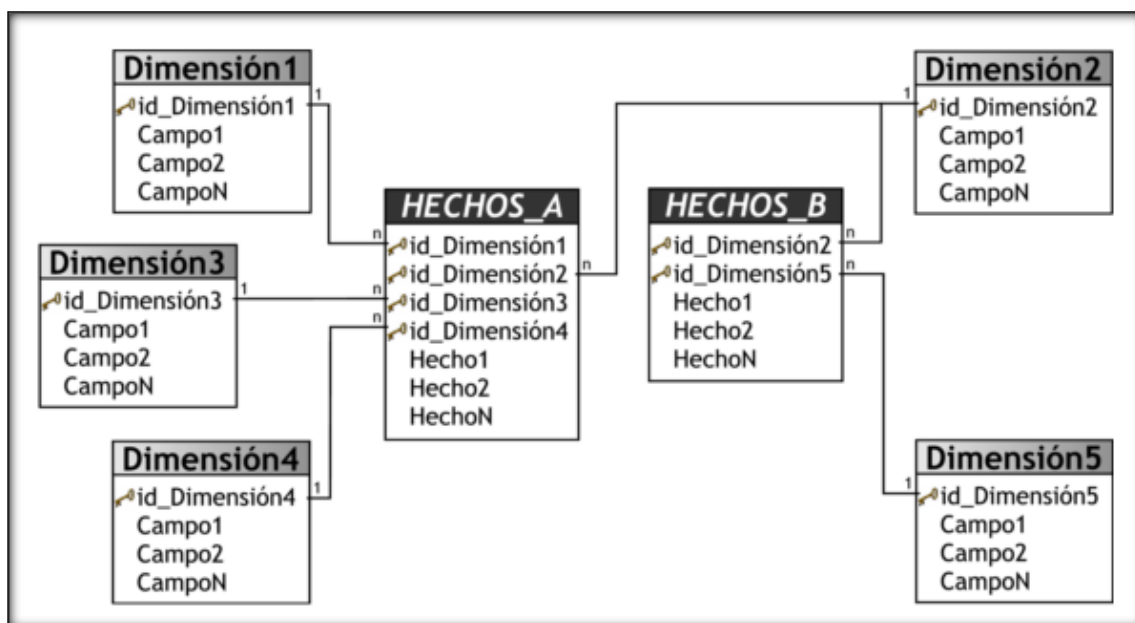 Dimensión1
id_Dimensión1
1
Campo1
Campo2
CampoN
Dimensión3
id_Dimensión3
1
Campo1
Campo2
CampoN
Dimensión4
id_Dimensión4
1
Campo1
Campo2
CampoN
HECHOS_A
n
id_Dimensión1
id_Dimensión2
n
n
id_Dimensión3
n
id_Dimensión4
Hecho1
Hecho2
HechoN
HECHOS_B
id_Dimensión2
n
id_Dimensión5
n
Hecho1
Hecho2
HechoN
Dimensión2
1
id_Dimensión2
Campo1
Campo2
CampoN
Dimensión5
1
id_Dimensión5
Campo1
Campo2
CampoN